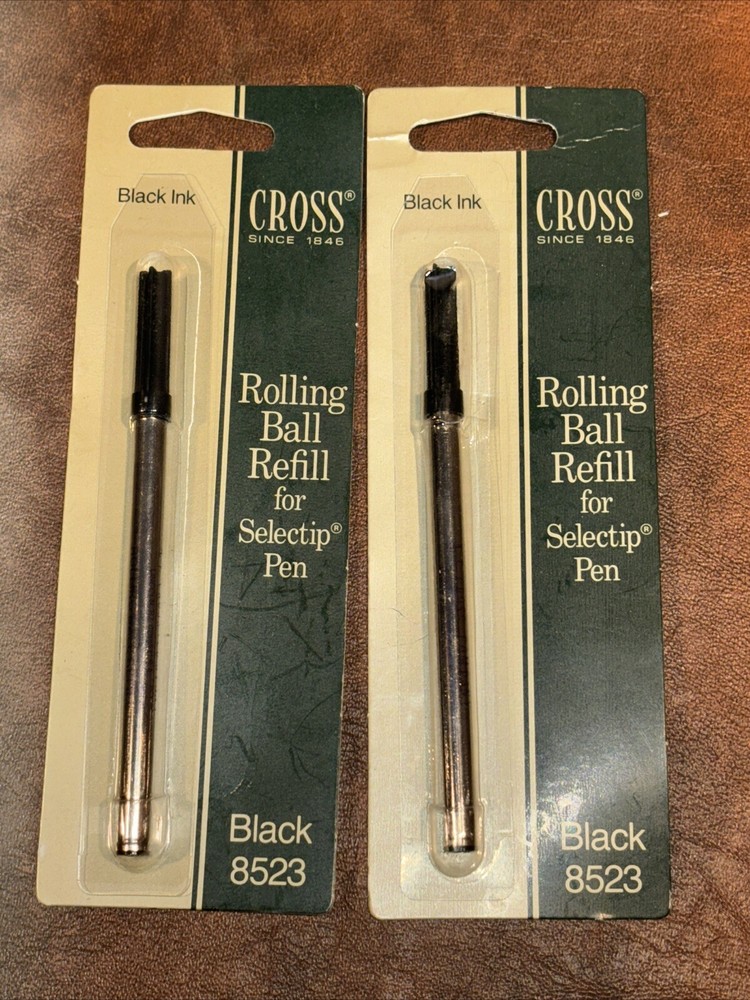 Black Ink
CROSS®
SINCE 1846
Rolling
Ball
Refill
for
Selectip®
Pen
Black
8523
Black Ink
CROSS®
SINCE 1846
Rolling
Ball
Refill
for
Selectip®
Pen
Black
8523